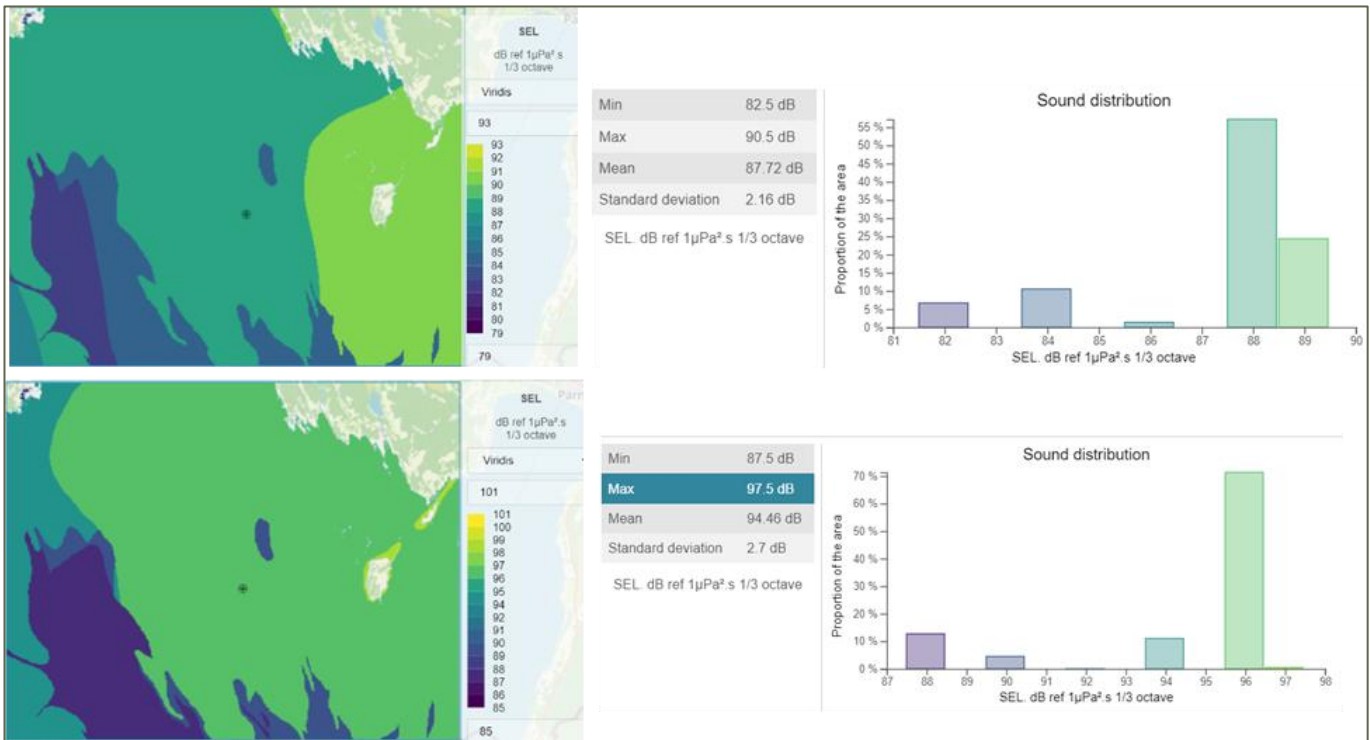 SEL
dB ref 1µPa².s
1/3 octave
Viridis
93
93
92
91
90
89
88
87
86
85
84
83
82
81
80
79
79
Min 82.5 dB
Max 90.5 dB
Mean 87.72 dB
Standard deviation 2.16 dB
SEL. dB ref 1µPa².s 1/3 octave
Sound distribution
Proportion of the area
55 %
50 %
45 %
40 %
35 %
30 %
25 %
20 %
15 %
10 %
5 %
0 %
81 82 83 84 85 86 87 88 89 90
SEL. dB ref 1µPa².s 1/3 octave
SEL
dB ref 1µPa².s
1/3 octave
Viridis
101
101
100
99
98
97
96
95
94
92
91
90
89
88
87
86
85
85
Min 87.5 dB
Max 97.5 dB
Mean 94.46 dB
Standard deviation 2.7 dB
SEL. dB ref 1µPa².s 1/3 octave
Sound distribution
Proportion of the area
70 %
60 %
50 %
40 %
30 %
20 %
10 %
0 %
87 88 89 90 91 92 93 94 95 96 97 98
SEL. dB ref 1µPa².s 1/3 octave